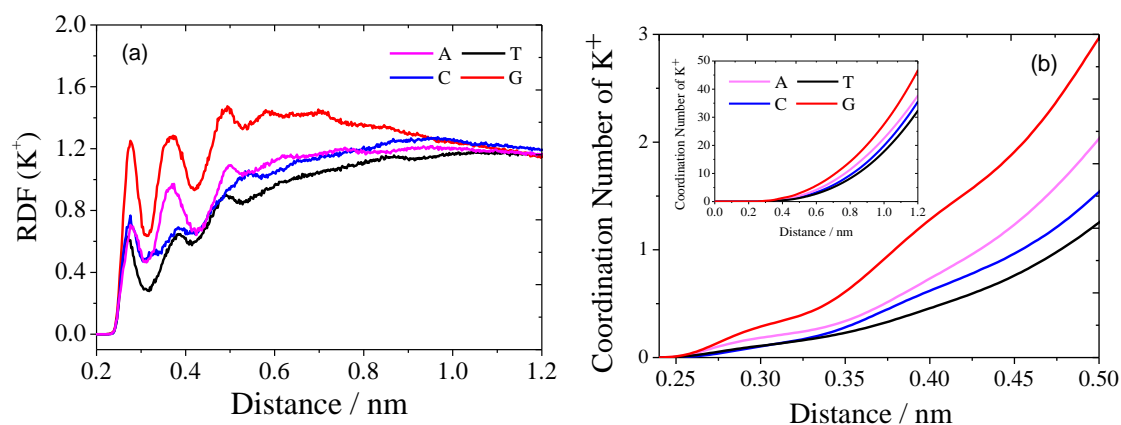 (a)
A T
C G
RDF (K⁺)
2.0
1.6
1.2
0.8
0.4
0.0
0.2 0.4 0.6 0.8 1.0 1.2
Distance / nm
(b)
Coordination Number of K⁺
3
2
1
0
0.25 0.30 0.35 0.40 0.45 0.50
Distance / nm
A T
C G
Coordination Number of K⁺
50
40
30
20
10
0
0.0 0.2 0.4 0.6 0.8 1.0 1.2
Distance / nm